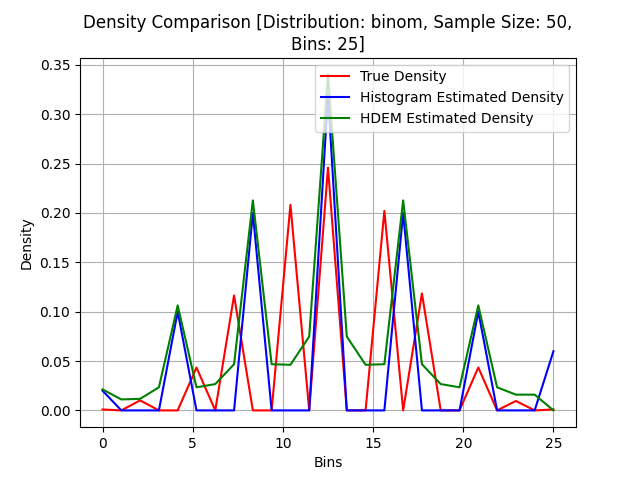 Density Comparison [Distribution: binom, Sample Size: 50,
Bins: 25]
True Density
Histogram Estimated Density
HDEM Estimated Density
Density
0.35
0.30
0.25
0.20
0.15
0.10
0.05
0.00
0 5 10 15 20 25
Bins